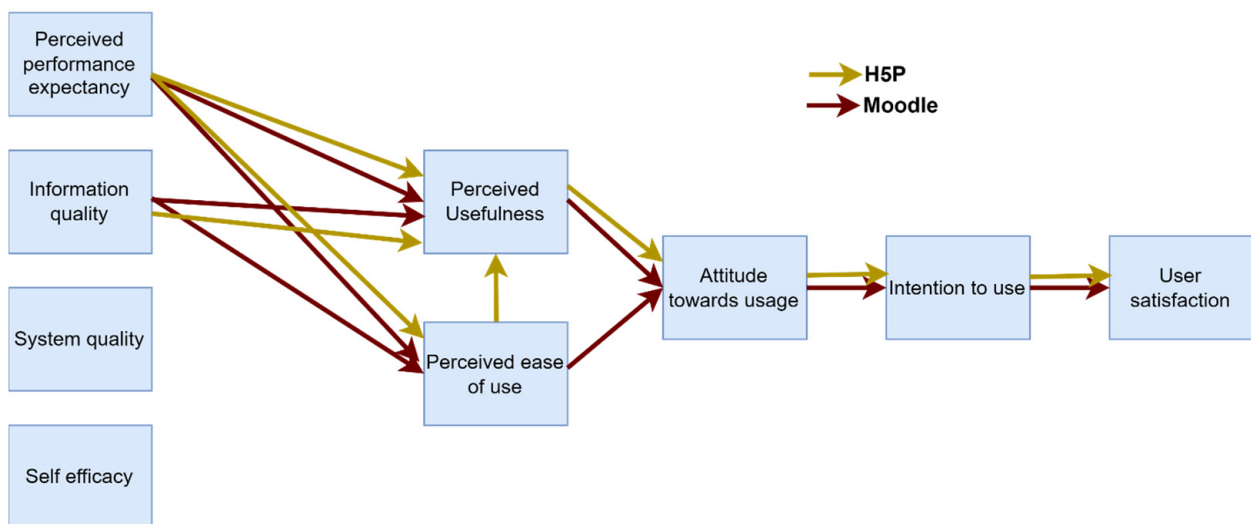 Perceived
performance
expectancy
H5P
Moodle
Information
quality
Perceived
Usefulness
System quality
Perceived ease
of use
Attitude
towards usage
Intention to use
User
satisfaction
Self efficacy